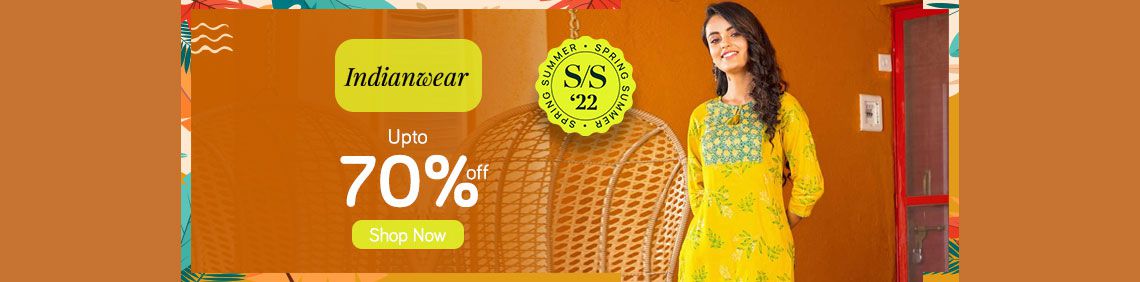 Indianwear
Upto
70% off
Shop Now
SPRING SUMMER • SPRING SUMMER •
S/S
‘22